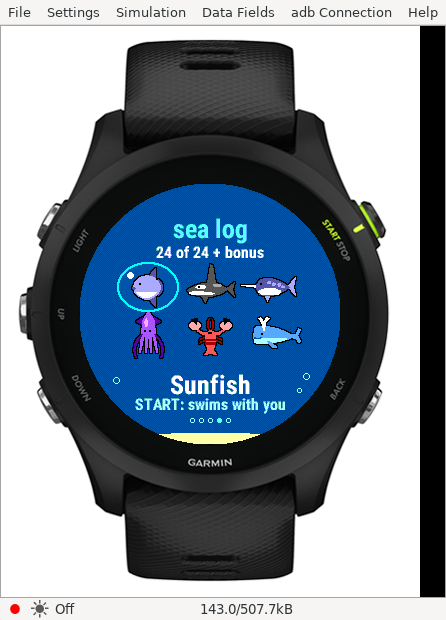 File Settings Simulation Data Fields adb Connection Help
LIGHT
START STOP
UP
DOWN
BACK
sea log
24 of 24 + bonus
Sunfish
START: swims with you
GARMIN
Off 143.0/507.7kB